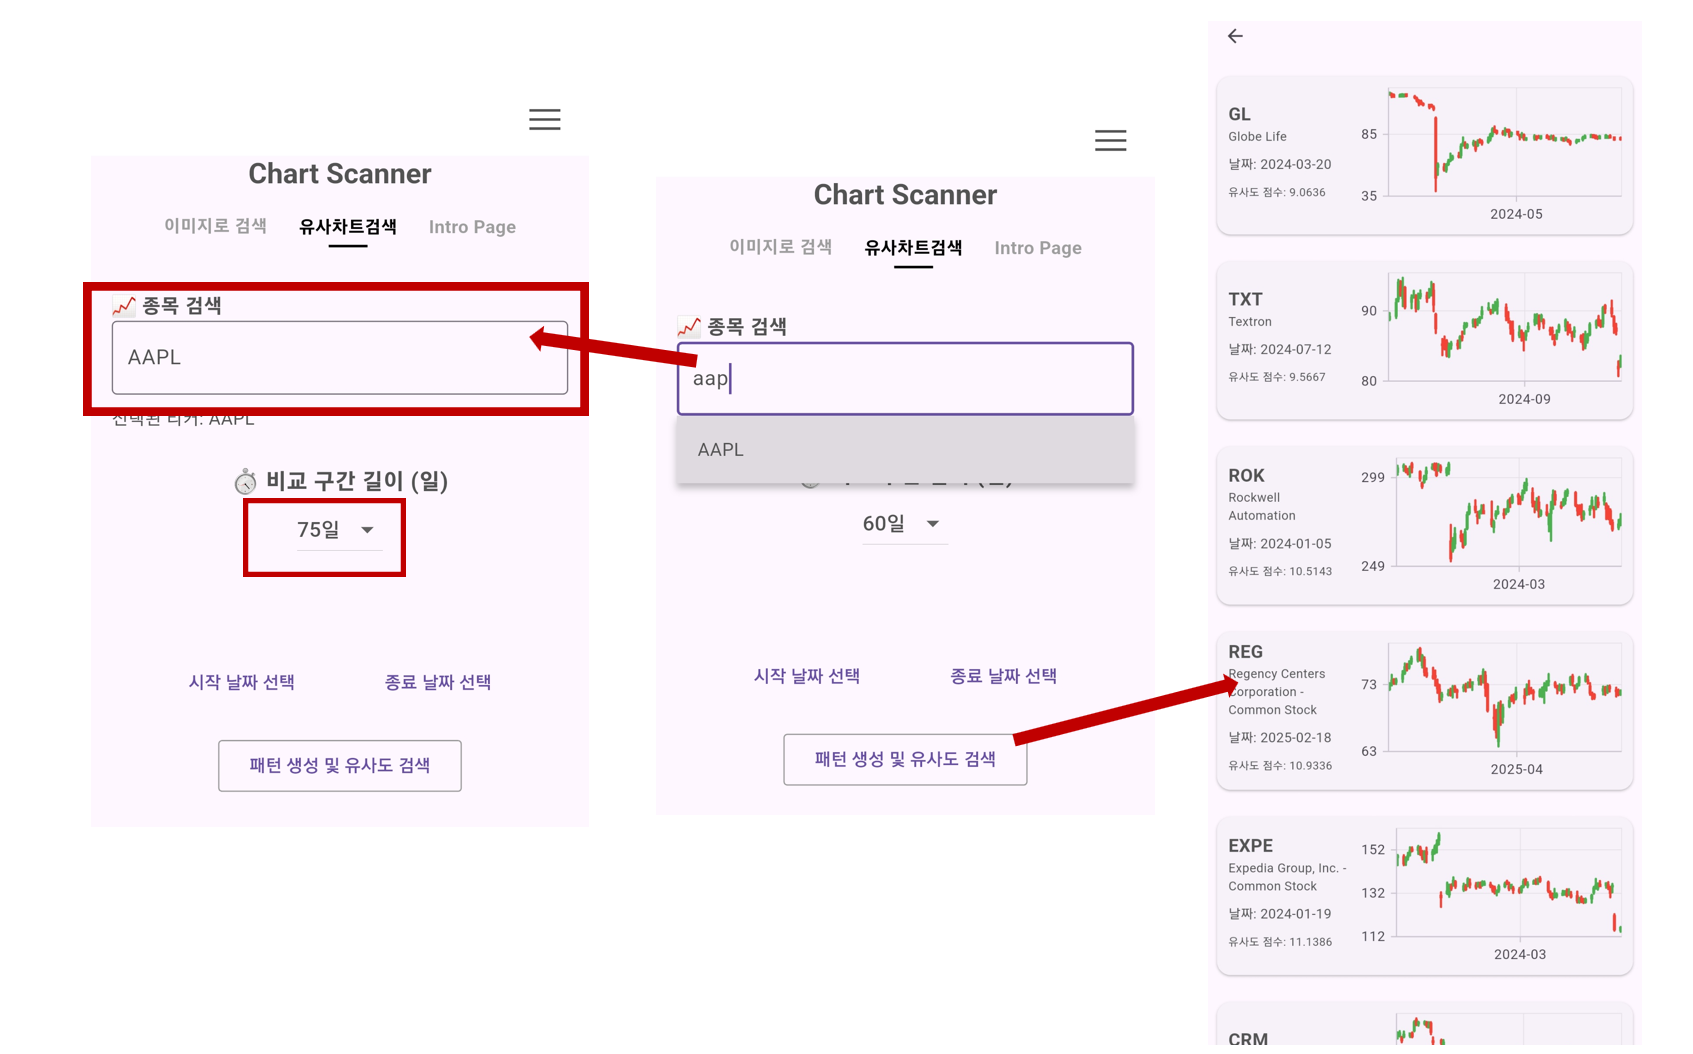 Chart Scanner
이미지로 검색 유사차트검색 Intro Page
📈 종목 검색
AAPL
선택된 티커: AAPL
⏱ 비교 구간 길이 (일)
75일
시작 날짜 선택 종료 날짜 선택
패턴 생성 및 유사도 검색
Chart Scanner
이미지로 검색 유사차트검색 Intro Page
📈 종목 검색
aap
AAPL
60일
시작 날짜 선택 종료 날짜 선택
패턴 생성 및 유사도 검색
GL
Globe Life
날짜: 2024-03-20
유사도 점수: 9.0636
85
35
2024-05
TXT
Textron
날짜: 2024-07-12
유사도 점수: 9.5667
90
80
2024-09
ROK
Rockwell
Automation
날짜: 2024-01-05
유사도 점수: 10.5143
299
249
2024-03
REG
Regency Centers
Corporation -
Common Stock
날짜: 2025-02-18
유사도 점수: 10.9336
73
63
2025-04
EXPE
Expedia Group, Inc. -
Common Stock
날짜: 2024-01-19
유사도 점수: 11.1386
152
132
112
2024-03
CRM